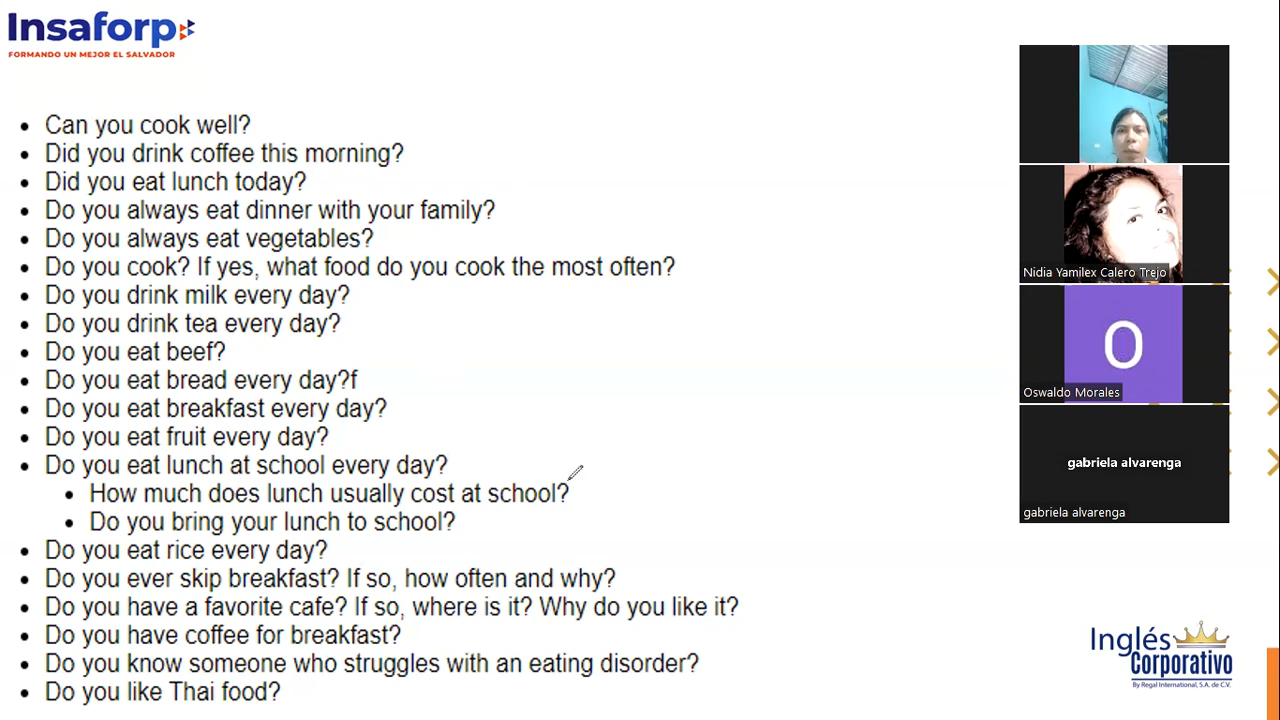 Insaforp
FORMANDO UN MEJOR EL SALVADOR
Can you cook well?
Did you drink coffee this morning?
Did you eat lunch today?
Do you always eat dinner with your family?
Do you always eat vegetables?
Do you cook? If yes, what food do you cook the most often?
Do you drink milk every day?
Do you drink tea every day?
Do you eat beef?
Do you eat bread every day?f
Do you eat breakfast every day?
Do you eat fruit every day?
Do you eat lunch at school every day?
How much does lunch usually cost at school?
Do you bring your lunch to school?
Do you eat rice every day?
Do you ever skip breakfast? If so, how often and why?
Do you have a favorite cafe? If so, where is it? Why do you like it?
Do you have coffee for breakfast?
Do you know someone who struggles with an eating disorder?
Do you like Thai food?
Nidia Yamilex Calero Trejo
O
Oswaldo Morales
gabriela alvarenga
gabriela alvarenga
Inglés
Corporativo
By Regal International, S.A. de C.V.